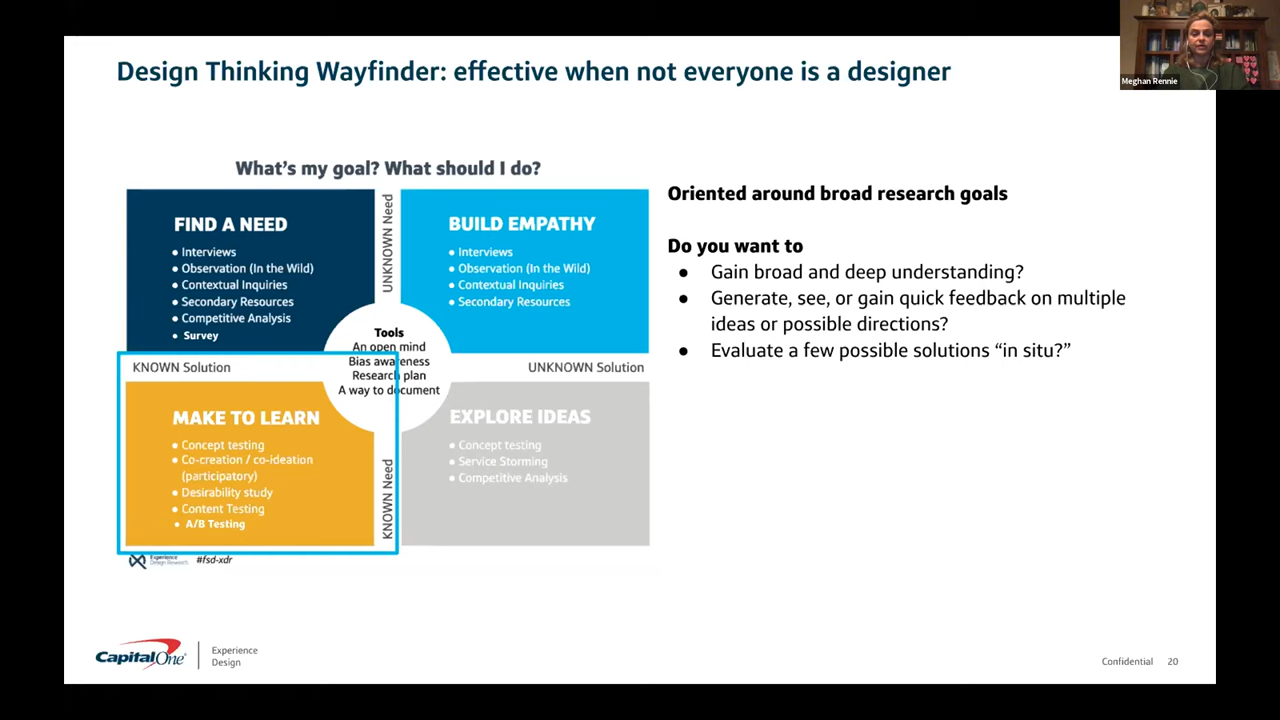 Design Thinking Wayfinder: effective when not everyone is a designer
Meghan Rennie
What's my goal? What should I do?
FIND A NEED
● Interviews
● Observation (In the Wild)
● Contextual Inquiries
● Secondary Resources
● Competitive Analysis
● Survey
UNKNOWN Need
BUILD EMPATHY
● Interviews
● Observation (In the Wild)
● Contextual Inquiries
● Secondary Resources
Tools
An open mind
Bias awareness
Research plan
A way to document
KNOWN Solution
UNKNOWN Solution
MAKE TO LEARN
● Concept testing
● Co-creation / co-ideation
(participatory)
● Desirability study
● Content Testing
● A/B Testing
KNOWN Need
EXPLORE IDEAS
● Concept testing
● Service Storming
● Competitive Analysis
Experience
Design Research
#fsd-xdr
Oriented around broad research goals
Do you want to
● Gain broad and deep understanding?
● Generate, see, or gain quick feedback on multiple
ideas or possible directions?
● Evaluate a few possible solutions “in situ?”
Capital One
Experience
Design
Confidential 20